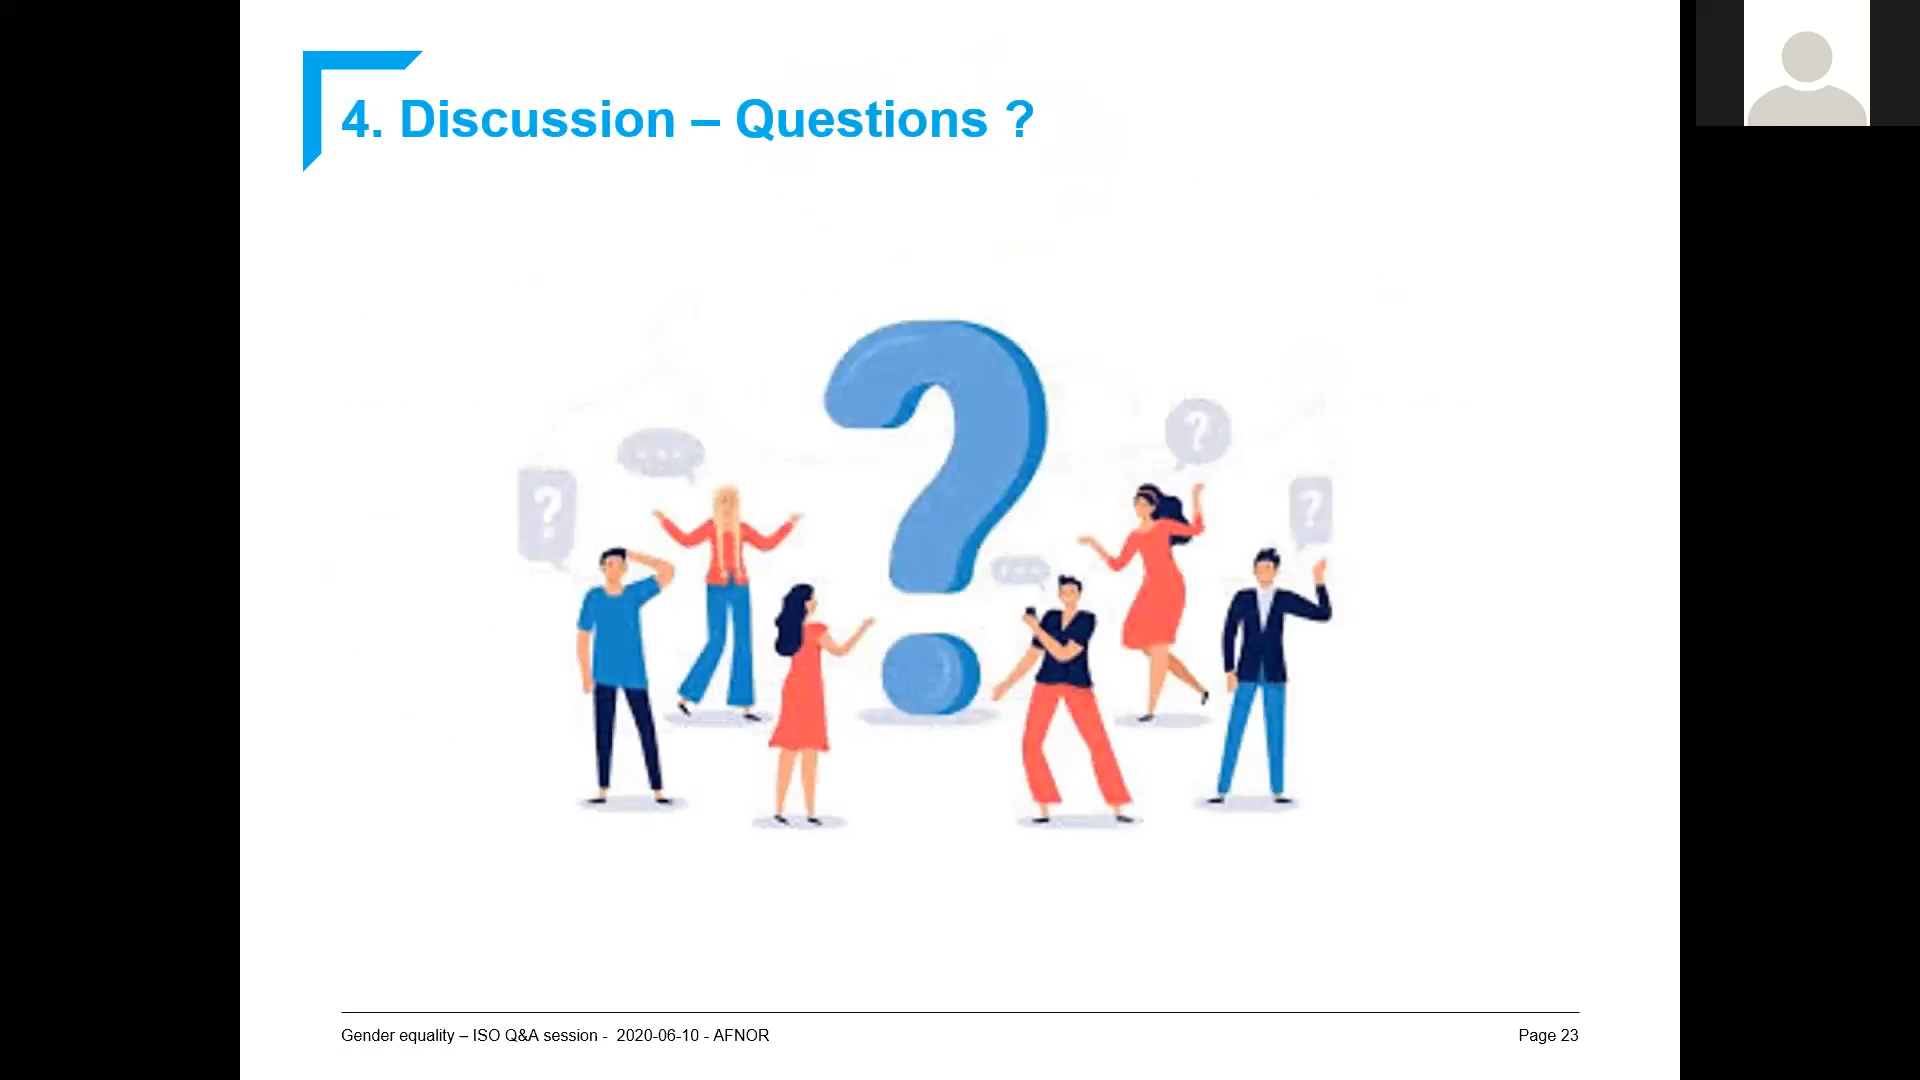 4. Discussion – Questions ?
?
?
?
?
Gender equality – ISO Q&A session - 2020-06-10 - AFNOR
Page 23